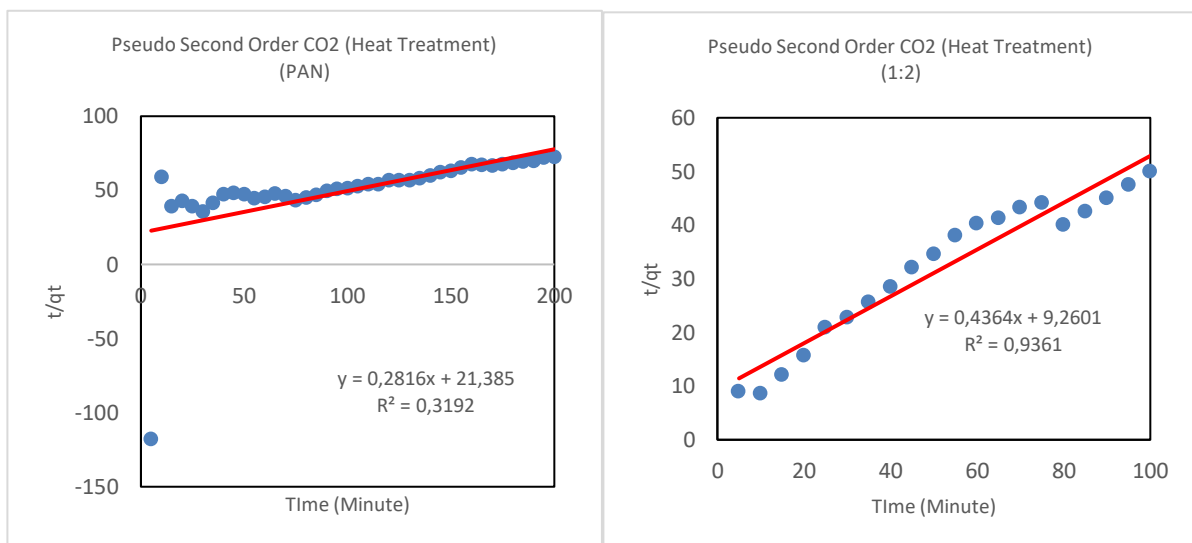 Pseudo Second Order CO2 (Heat Treatment)
(PAN)
100
50
0
-50
-100
-150
0
50
100
150
200
t/qt
y = 0,2816x + 21,385
R² = 0,3192
TIme (Minute)
Pseudo Second Order CO2 (Heat Treatment)
(1:2)
60
50
40
30
20
10
0
0
20
40
60
80
100
t/qt
y = 0,4364x + 9,2601
R² = 0,9361
TIme (Minute)